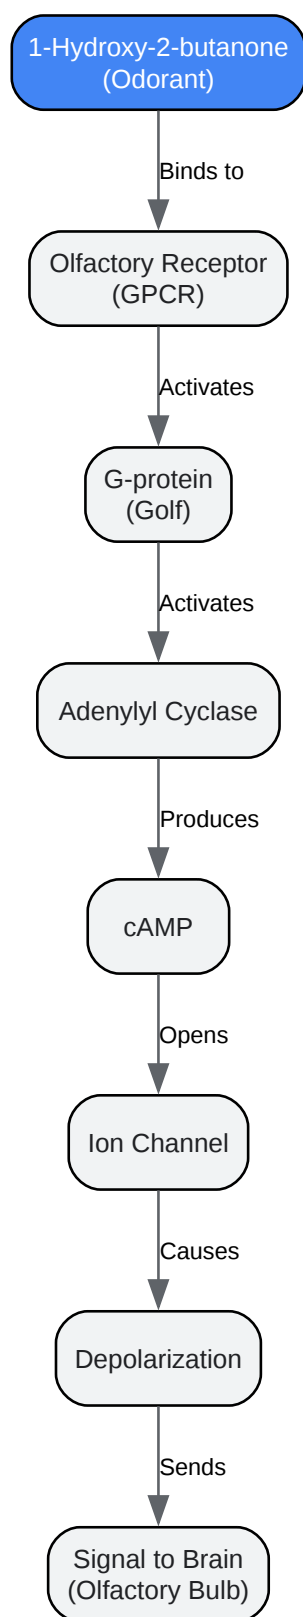 1-Hydroxy-2-butanone
(Odorant)
Binds to
Olfactory Receptor
(GPCR)
Activates
G-protein
(Golf)
Activates
Adenylyl Cyclase
Produces
cAMP
Opens
Ion Channel
Causes
Depolarization
Sends
Signal to Brain
(Olfactory Bulb)